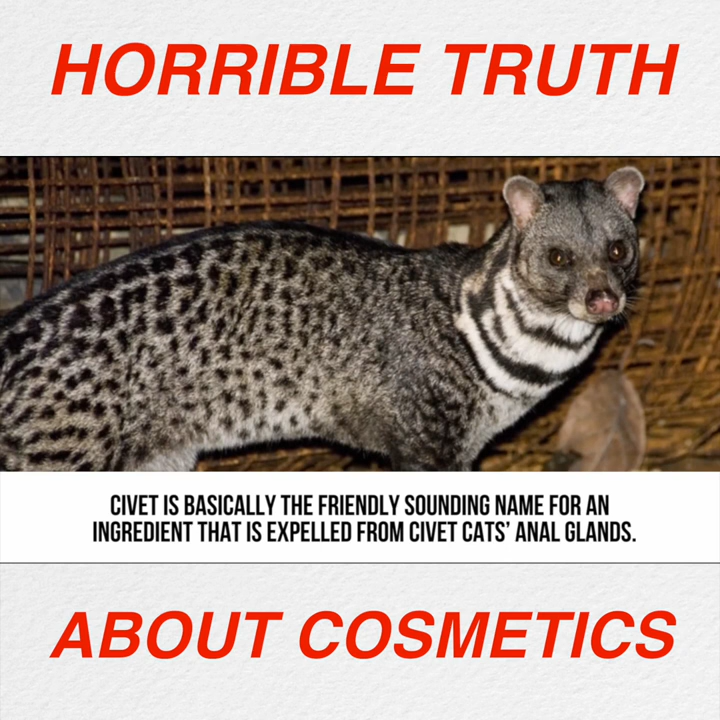 HORRIBLE TRUTH
CIVET IS BASICALLY THE FRIENDLY SOUNDING NAME FOR AN
INGREDIENT THAT IS EXPELLED FROM CIVET CATS’ ANAL GLANDS.
ABOUT COSMETICS